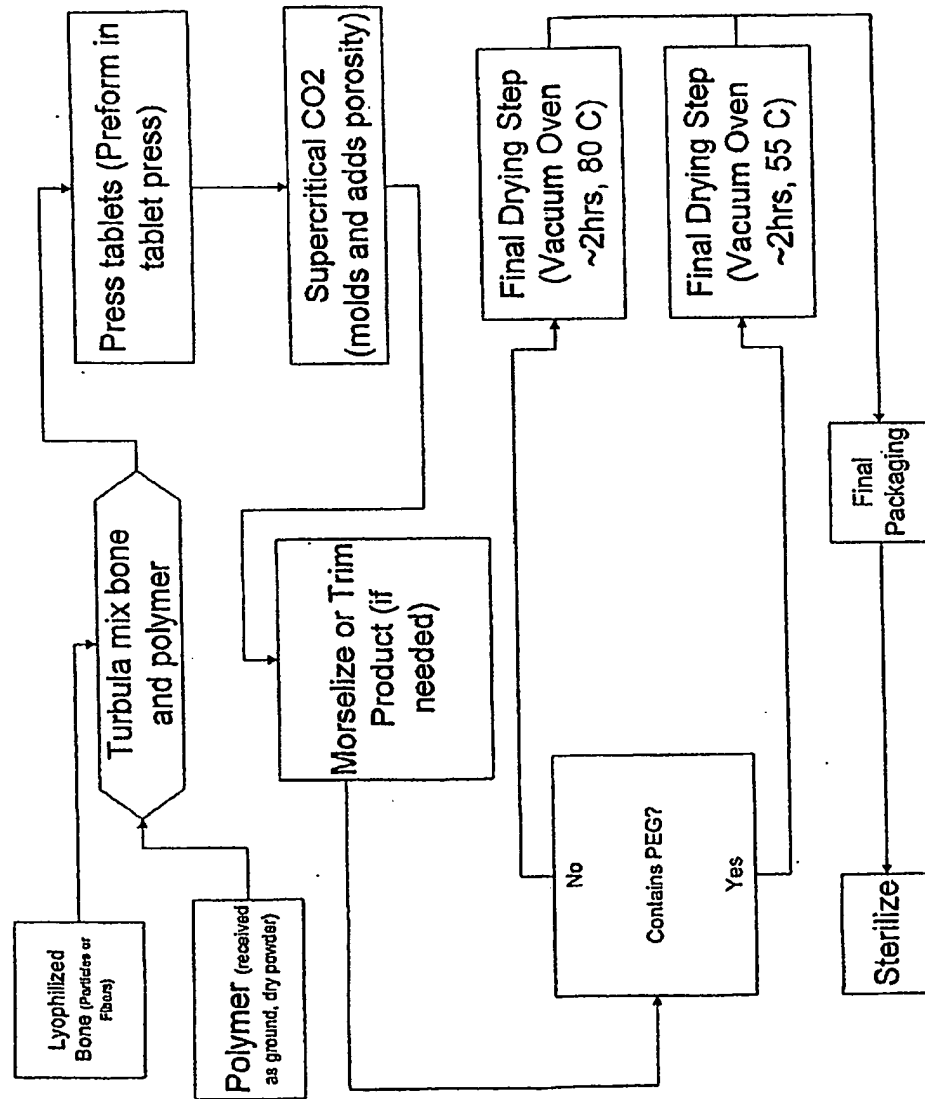 Lyophilized
Bone (Particles or
Fibers)
Polymer (received
as ground, dry powder)
Turbula mix bone
and polymer
Press tablets (Preform in
tablet press)
Supercritical CO2
(molds and adds porosity)
Morselize or Trim
Product (if
needed)
Contains PEG?
No
Yes
Final Drying Step
(Vacuum Oven
~2hrs, 80 C)
Final Drying Step
(Vacuum Oven
~2hrs, 55 C)
Final
Packaging
Sterilize